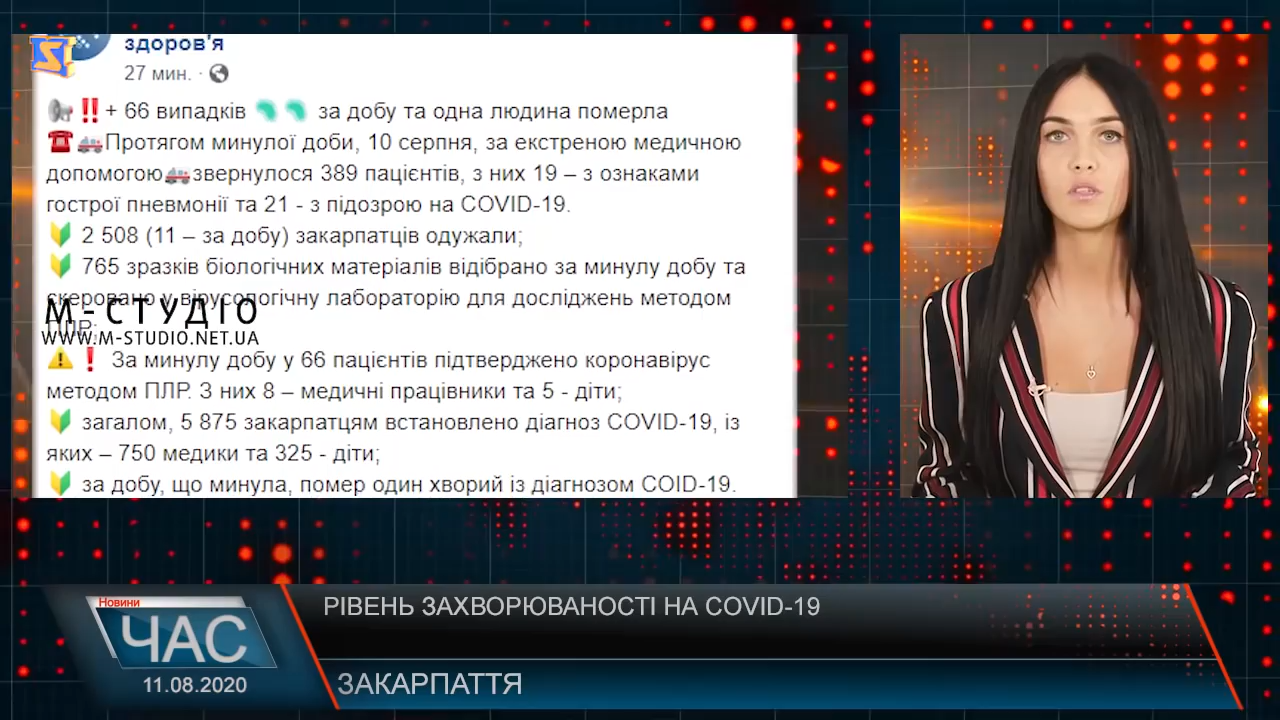 здоров'я
27 мин.
+ 66 випадків за добу та одна людина померла
Протягом минулої доби, 10 серпня, за екстреною медичною
допомогою звернулося 389 пацієнтів, з них 19 – з ознаками
гострої пневмонії та 21 - з підозрою на COVID-19.
2 508 (11 – за добу) закарпатців одужали;
765 зразків біологічних матеріалів відібрано за минулу добу та
скеровано у вірусологічну лабораторію для досліджень методом
ПЛР;
М-СТУДІО
WWW.M-STUDIO.NET.UA
За минулу добу у 66 пацієнтів підтверджено коронавірус
методом ПЛР. З них 8 – медичні працівники та 5 - діти;
загалом, 5 875 закарпатцям встановлено діагноз COVID-19, із
яких – 750 медики та 325 - діти;
за добу, що минула, помер один хворий із діагнозом COID-19.
РІВЕНЬ ЗАХВОРЮВАНОСТІ НА COVID-19
Новини
ЧАС
11.08.2020
ЗАКАРПАТТЯ